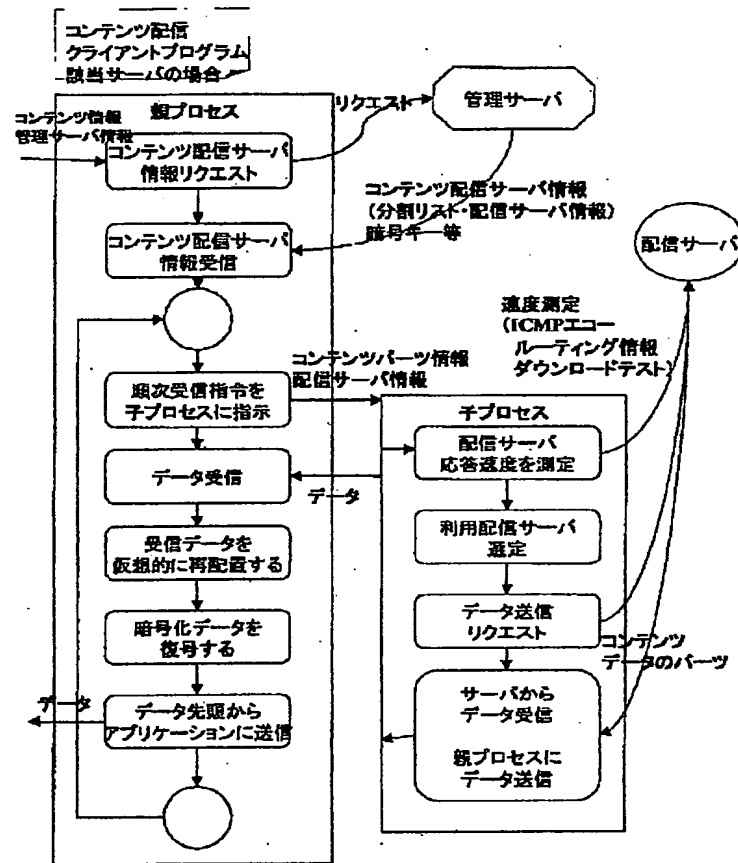 コンテンツ配信
クライアントプログラム
該当サーバの場合
親プロセス
リクエスト
管理サーバ
コンテンツ情報
管理サーバ情報
コンテンツ配信サーバ
情報リクエスト
コンテンツ配信サーバ情報
(分割リスト・配信サーバ情報)
暗号キー等
コンテンツ配信サーバ
情報受信
配信サーバ
速度測定
(ICMPエコー
ルーティング情報
ダウンロードテスト)
コンテンツパーツ情報
配信サーバ情報
順次受信指令を
子プロセスに指示
子プロセス
配信サーバ
応答速度を測定
データ受信
データ
利用配信サーバ
選定
受信データを
仮想的に再配置する
データ送信
リクエスト
暗号化データを
復号する
コンテンツ
データのパーツ
サーバから
データ受信
親プロセスに
データ送信
データ
データ先頭から
アプリケーションに送信